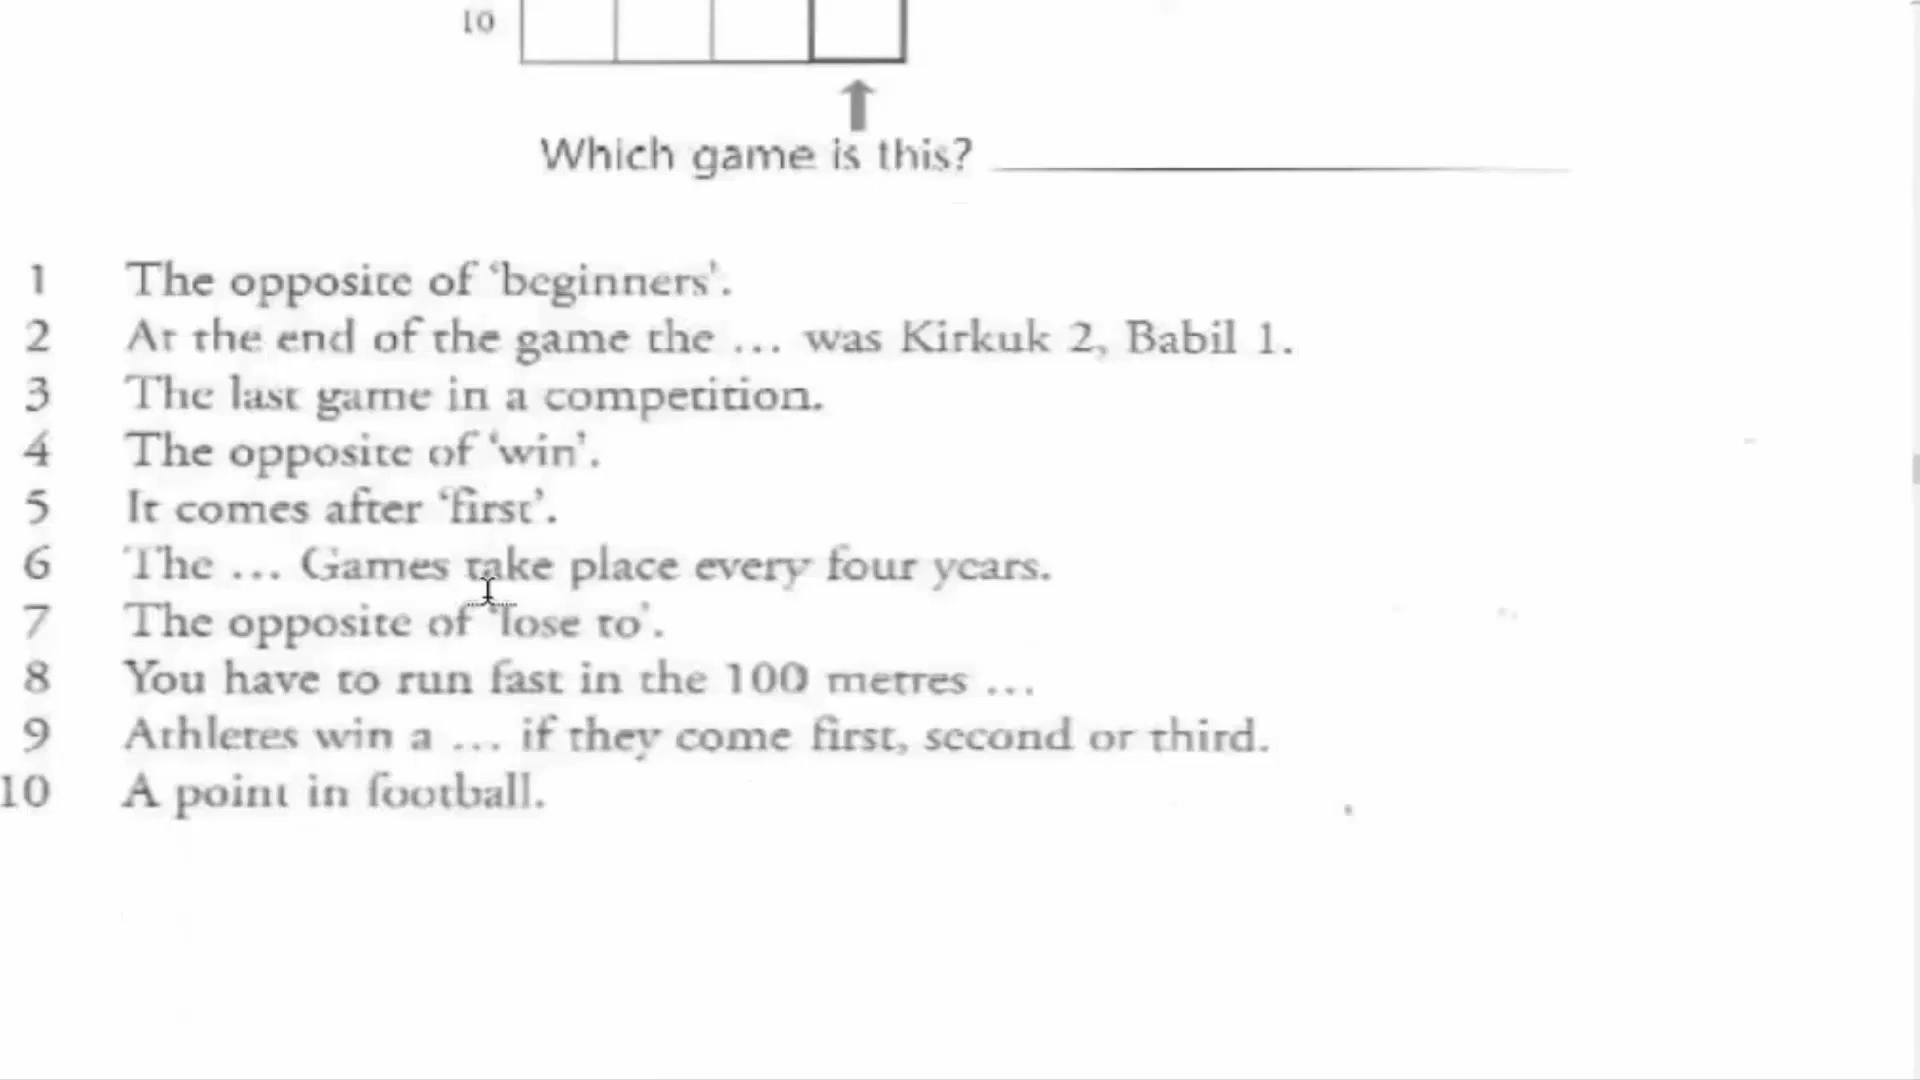 10
Which game is this?
1 The opposite of ‘beginners’.
2 At the end of the game the ... was Kirkuk 2, Babil 1.
3 The last game in a competition.
4 The opposite of ‘win’.
5 It comes after ‘first’.
6 The ... Games take place every four years.
7 The opposite of ‘lose to’.
8 You have to run fast in the 100 metres ...
9 Athletes win a ... if they come first, second or third.
10 A point in football.